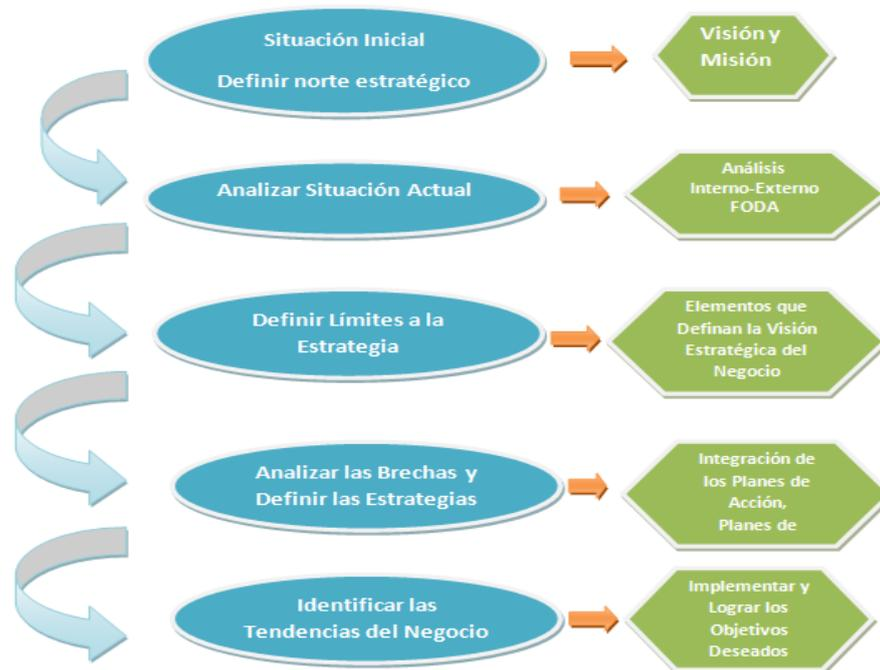 Situación Inicial
Definir norte estratégico
Visión y
Misión
Analizar Situación Actual
Análisis
Interno-Externo
FODA
Definir Límites a la
Estrategia
Elementos que
Definan la Visión
Estratégica del
Negocio
Analizar las Brechas y
Definir las Estrategias
Integración de
los Planes de
Acción,
Planes de
Identificar las
Tendencias del Negocio
Implementar y
Lograr los
Objetivos
Deseados